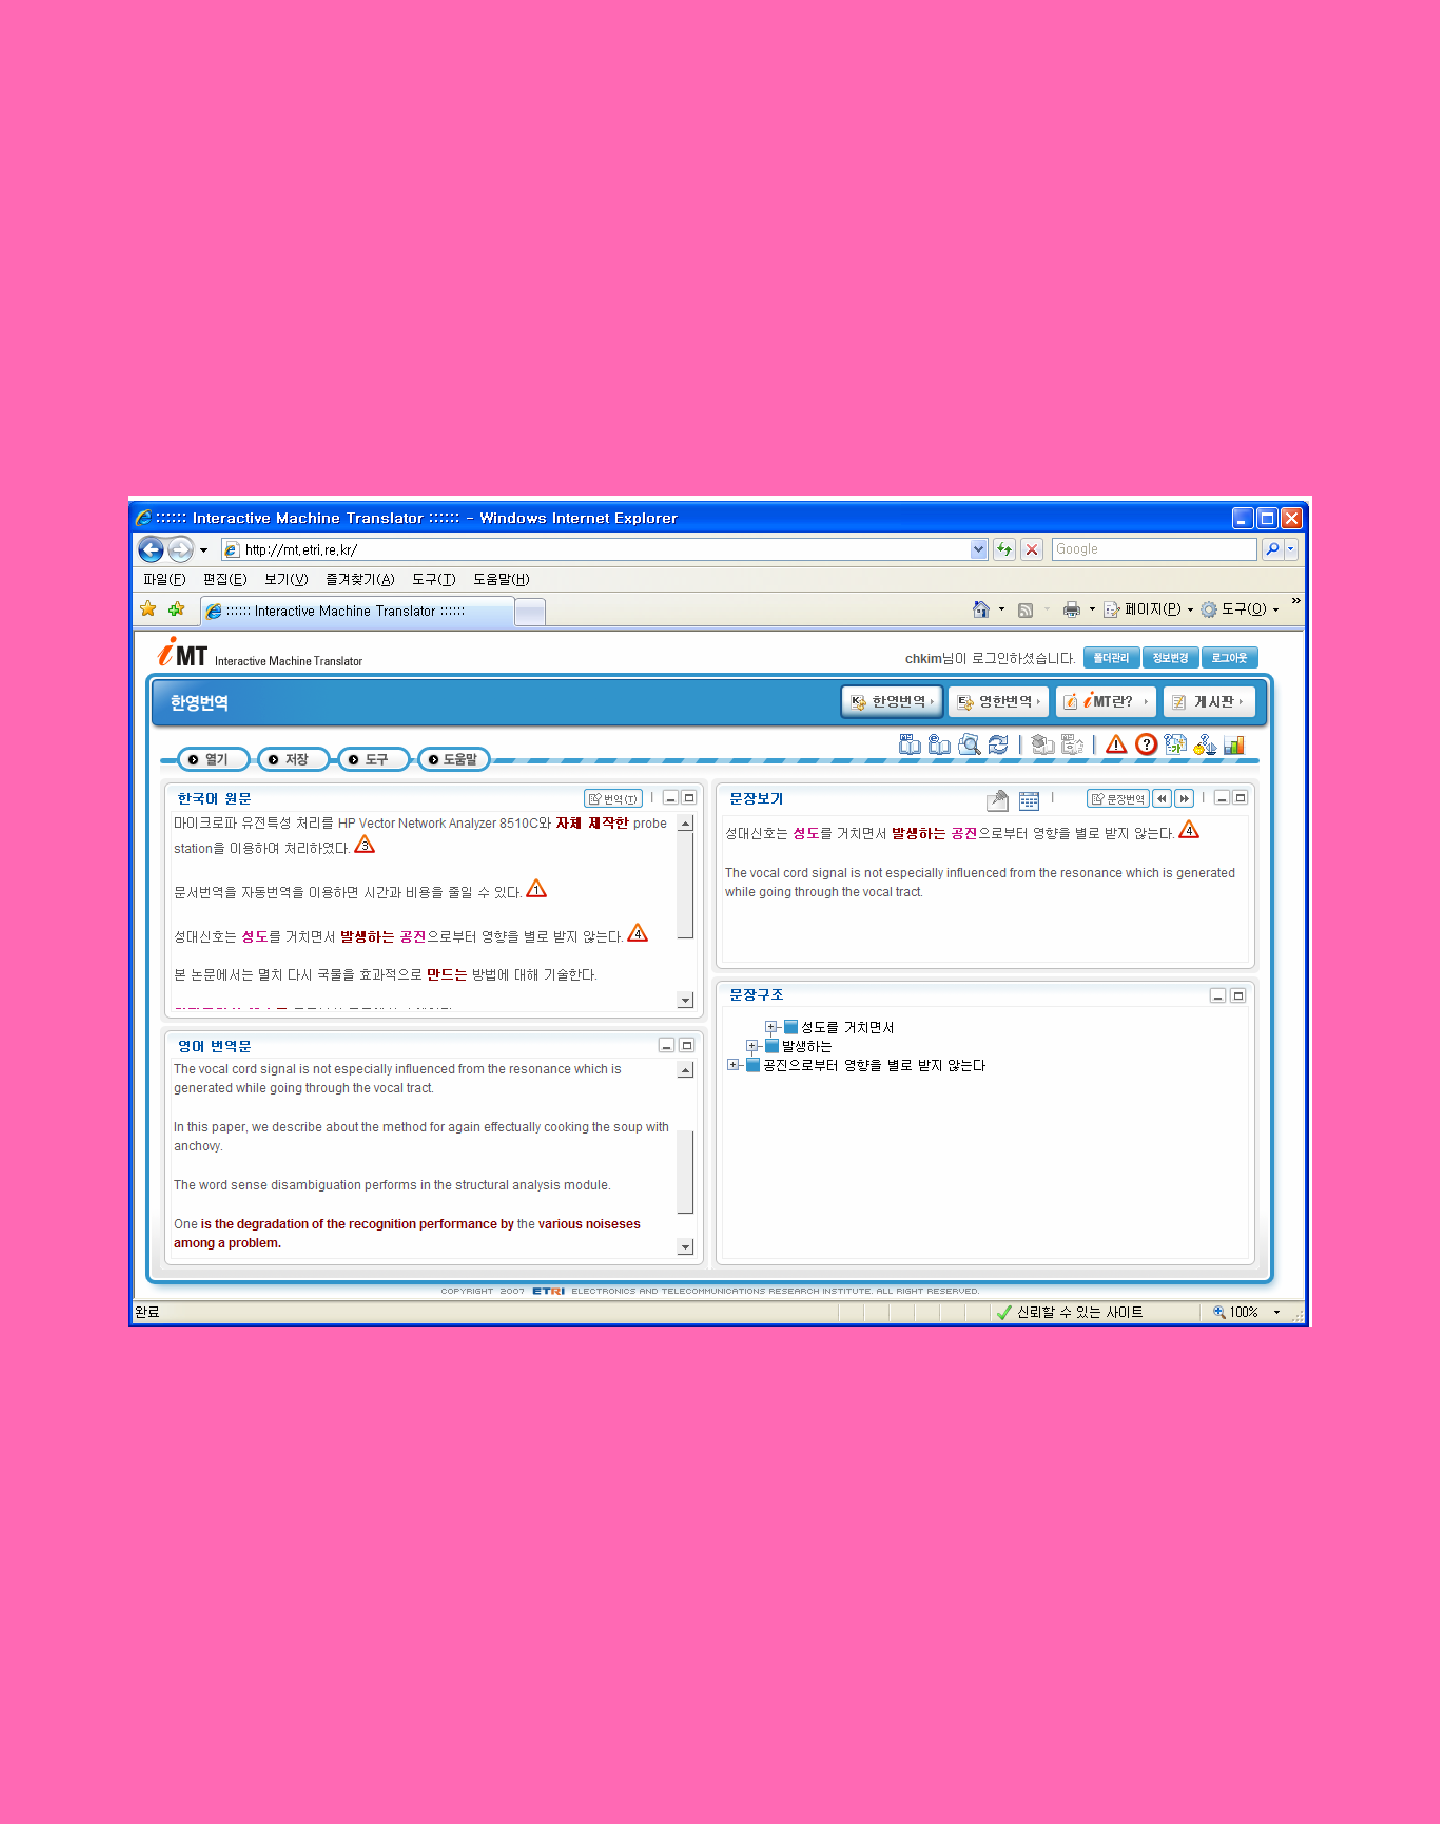 :::::: Interactive Machine Translator :::::: - Windows Internet Explorer
http://mt.etri.re.kr/
Google
파일(F) 편집(E) 보기(V) 즐겨찾기(A) 도구(T) 도움말(H)
:::::: Interactive Machine Translator ::::::
페이지(P) 도구(O) »
iMT Interactive Machine Translator
chkim님이 로그인하셨습니다. 폴더관리 정보변경 로그아웃
한영번역
한영번역 영한번역 iMT란? 게시판
열기 저장 도구 도움말
한국어 원문 번역(T)
마이크로파 유전특성 처리를 HP Vector Network Analyzer 8510C와 자체 제작한 probe
station을 이용하여 처리하였다. 3
문서번역을 자동번역을 이용하면 시간과 비용을 줄일 수 있다. 1
성대신호는 성도를 거치면서 발생하는 공진으로부터 영향을 별로 받지 않는다. 4
본 논문에서는 멸치 다시 국물을 효과적으로 만드는 방법에 대해 기술한다.
영어 번역문
The vocal cord signal is not especially influenced from the resonance which is
generated while going through the vocal tract.
In this paper, we describe about the method for again effectually cooking the soup with
anchovy.
The word sense disambiguation performs in the structural analysis module.
One is the degradation of the recognition performance by the various noiseses
among a problem.
문장보기 문장번역
성대신호는 성도를 거치면서 발생하는 공진으로부터 영향을 별로 받지 않는다. 4
The vocal cord signal is not especially influenced from the resonance which is generated
while going through the vocal tract.
문장구조
성도를 거치면서
발생하는
공진으로부터 영향을 별로 받지 않는다
COPYRIGHT 2007 ETRI ELECTRONICS AND TELECOMMUNICATIONS RESEARCH INSTITUTE. ALL RIGHT RESERVED.
완료 신뢰할 수 있는 사이트 100%